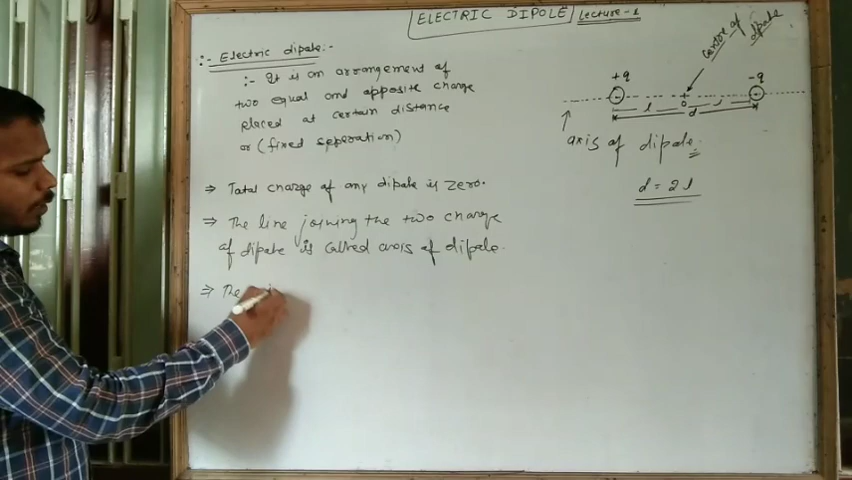 ELECTRIC DIPOLE Lecture-1
:- Electric dipole:-
:- It is an arrangement of
two equal and opposite charge
placed at certain distance
or (fixed seperation)
⇒ Total charge of any dipole is zero.
⇒ The line joining the two charge
of dipole is called axis of dipole.
⇒ The
centre of dipole
+q -q
+ -
o
l l
d
axis of dipole.
d = 2l